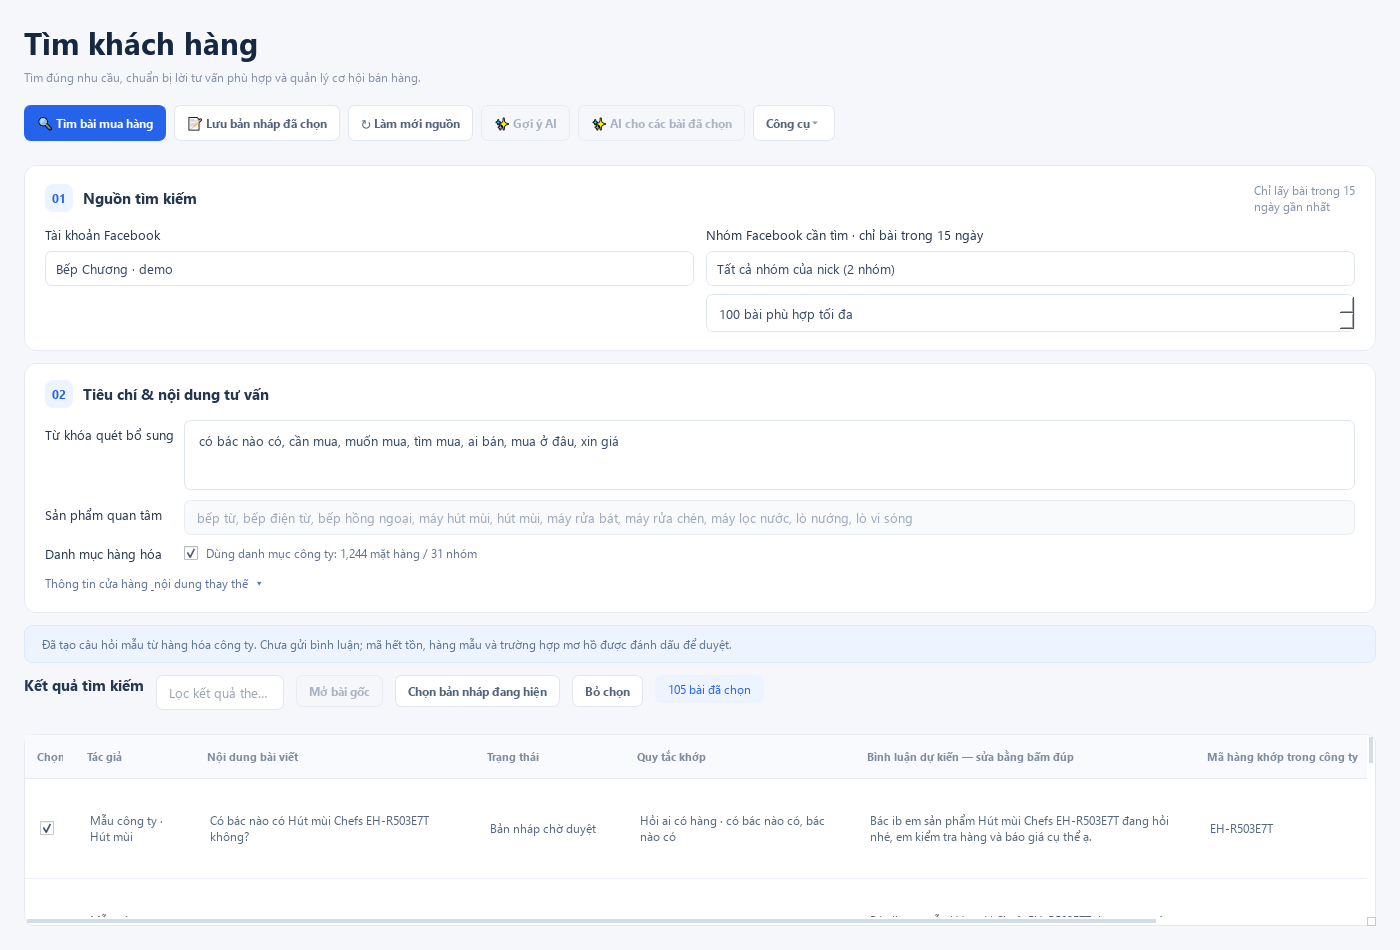 Tìm khách hàng
Tìm đúng nhu cầu, chuẩn bị lời tư vấn phù hợp và quản lý cơ hội bán hàng.
Tìm bài mua hàng
Lưu bản nháp đã chọn
↻ Làm mới nguồn
Gợi ý AI
AI cho các bài đã chọn
Công cụ
01 Nguồn tìm kiếm
Chỉ lấy bài trong 15
ngày gần nhất
Tài khoản Facebook
Nhóm Facebook cần tìm · chỉ bài trong 15 ngày
Bếp Chương · demo
Tất cả nhóm của nick (2 nhóm)
100 bài phù hợp tối đa
02 Tiêu chí & nội dung tư vấn
Từ khóa quét bổ sung
có bác nào có, cần mua, muốn mua, tìm mua, ai bán, mua ở đâu, xin giá
Sản phẩm quan tâm
bếp từ, bếp điện từ, bếp hồng ngoại, máy hút mùi, hút mùi, máy rửa bát, máy rửa chén, máy lọc nước, lò nướng, lò vi sóng
Danh mục hàng hóa
Dùng danh mục công ty: 1,244 mặt hàng / 31 nhóm
Thông tin cửa hàng _nội dung thay thế ▾
Đã tạo câu hỏi mẫu từ hàng hóa công ty. Chưa gửi bình luận; mã hết tồn, hàng mẫu và trường hợp mơ hồ được đánh dấu để duyệt.
Kết quả tìm kiếm
Lọc kết quả the...
Mở bài gốc
Chọn bản nháp đang hiện
Bỏ chọn
105 bài đã chọn
Chọn
Tác giả
Nội dung bài viết
Trạng thái
Quy tắc khớp
Bình luận dự kiến — sửa bằng bấm đúp
Mã hàng khớp trong công ty
Mẫu công ty ·
Hút mùi
Có bác nào có Hút mùi Chefs EH-R503E7T
không?
Bản nháp chờ duyệt
Hỏi ai có hàng · có bác nào có, bác
nào có
Bác ib em sản phẩm Hút mùi Chefs EH-R503E7T đang hỏi
nhé, em kiểm tra hàng và báo giá cụ thể ạ.
EH-R503E7T